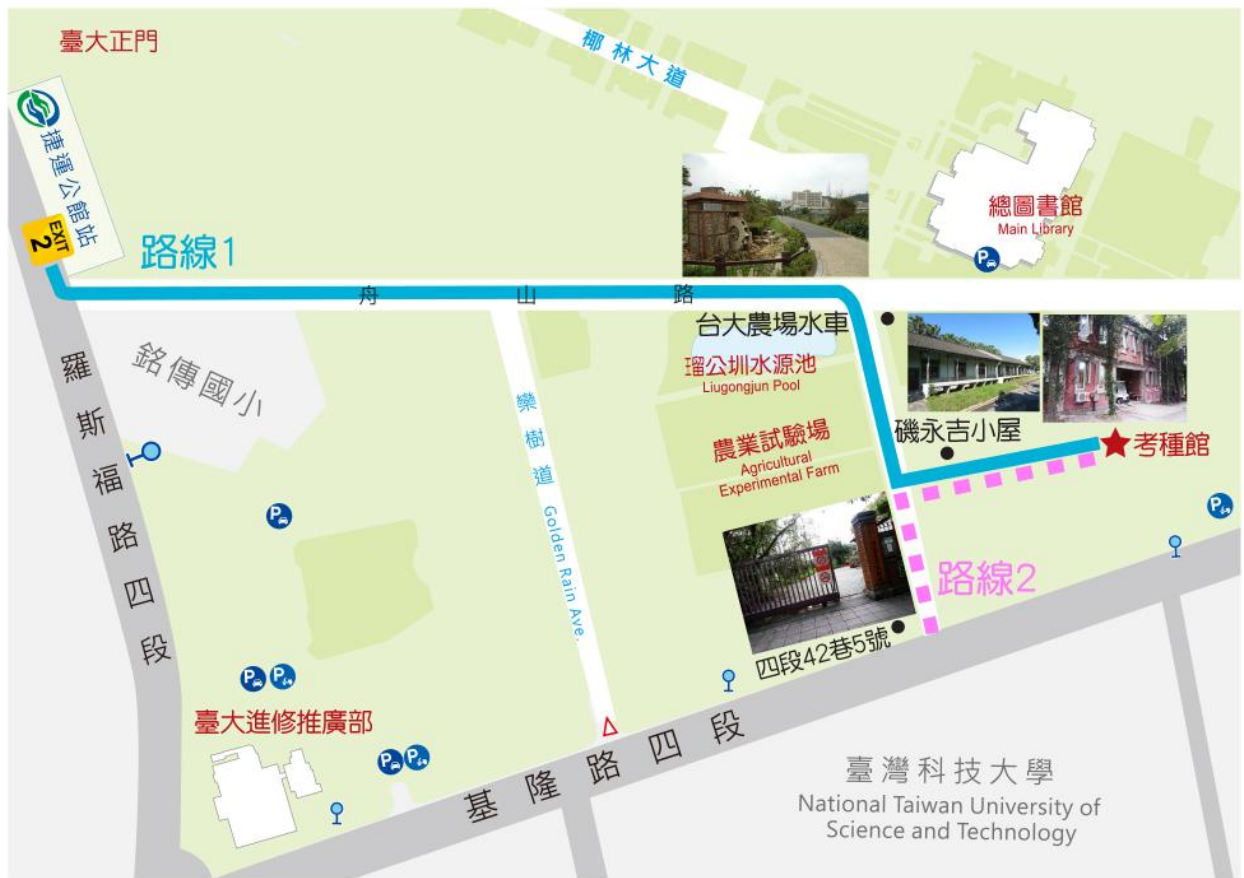 臺大正門
椰林大道
捷運公館站
EXIT
2
總圖書館
Main Library
P
路線1
舟山路
台大農場水車
瑠公圳水源池
Liugongjun Pool
銘傳國小
羅斯福路四段
欒樹道 Golden Rain Ave.
農業試驗場
Agricultural
Experimental Farm
磯永吉小屋
考種館
P
P
路線2
四段42巷5號
P
P
臺大進修推廣部
P
P
基隆路四段
臺灣科技大學
National Taiwan University of
Science and Technology